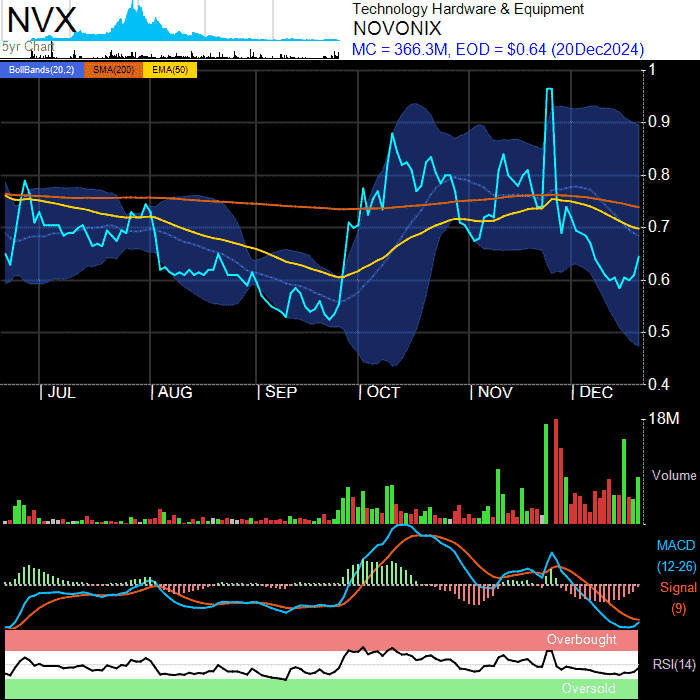 NVX
5yr Chart
Technology Hardware & Equipment
NOVONIX
MC = 366.3M, EOD = $0.64 (20Dec2024)
BollBands(20,2) SMA(200) EMA(50)
1
0.9
0.8
0.7
0.6
0.5
0.4
JUL AUG SEP OCT NOV DEC
18M
Volume
MACD
(12-26)
Signal
(9)
Overbought
RSI(14)
Oversold